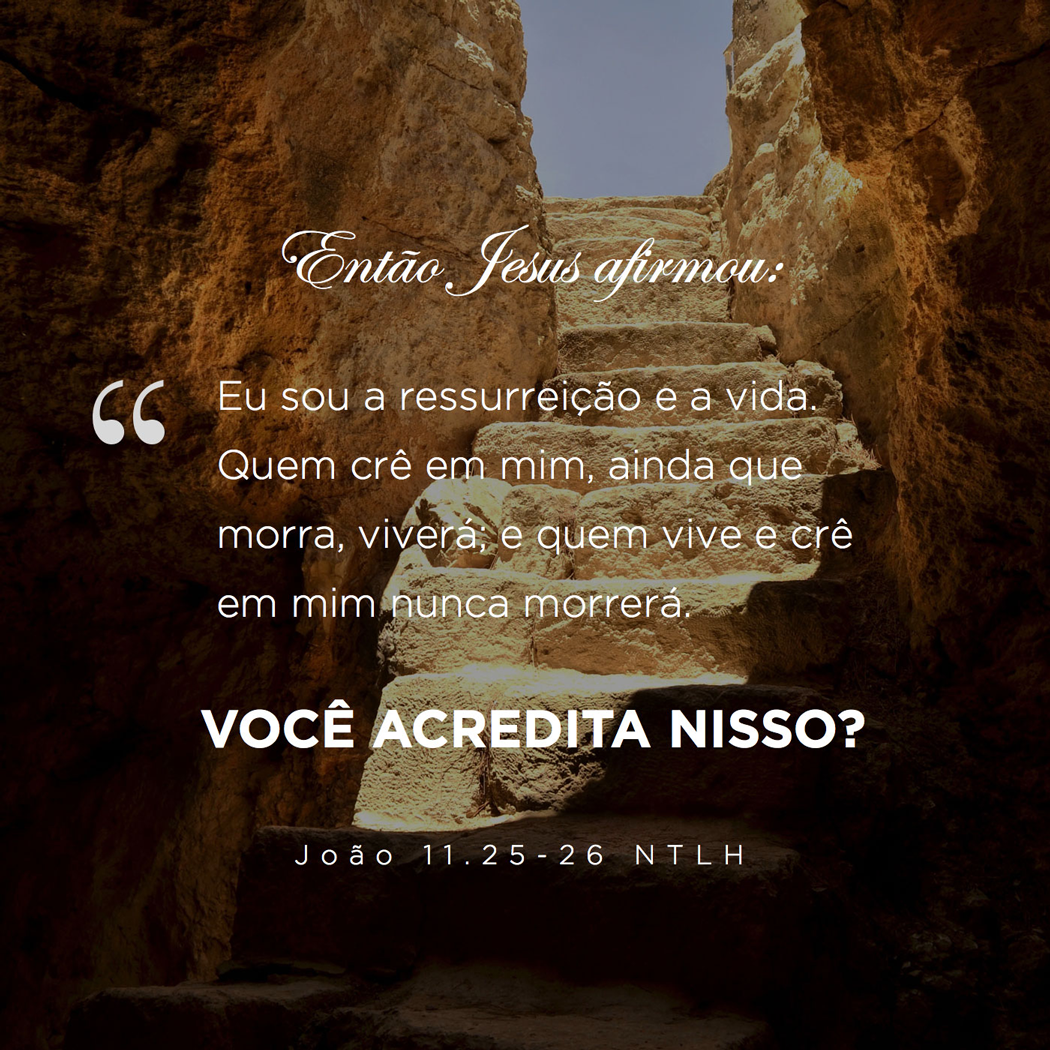 Então Jesus afirmou:
“ Eu sou a ressurreição e a vida.
Quem crê em mim, ainda que
morra, viverá; e quem vive e crê
em mim nunca morrerá.
VOCÊ ACREDITA NISSO?
João 11.25-26 NTLH